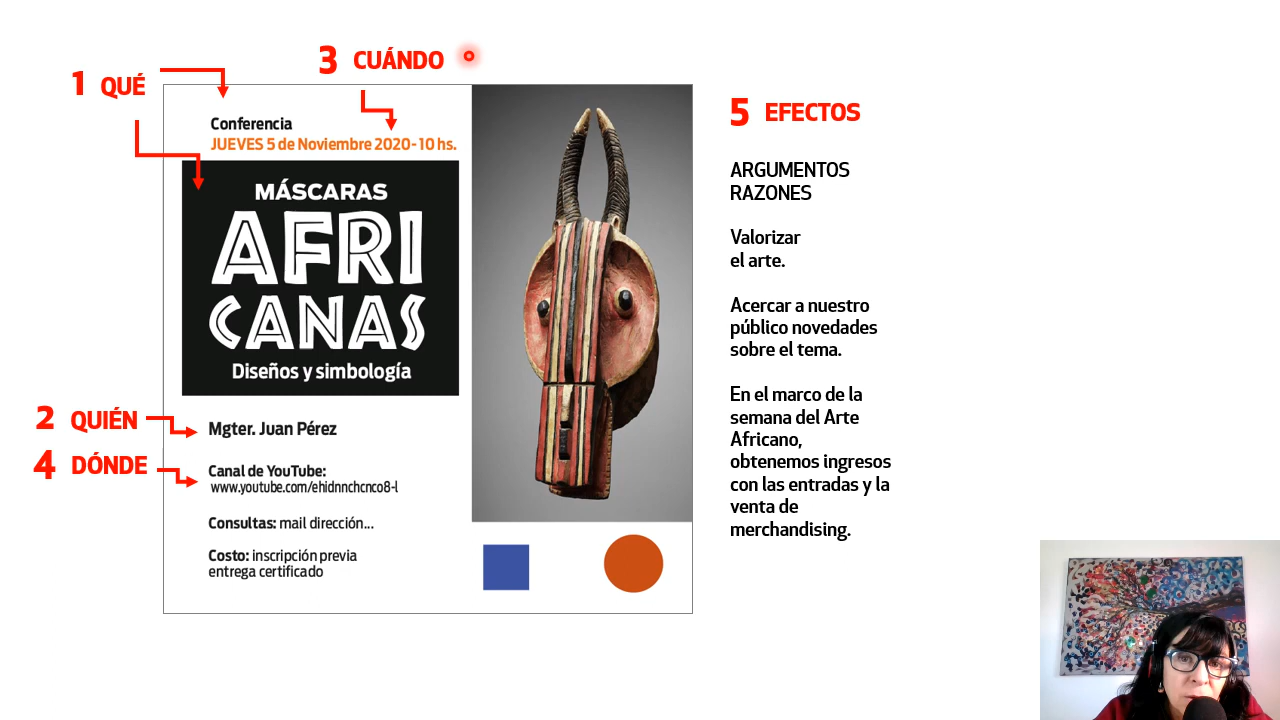 1 QUÉ
3 CUÁNDO
Conferencia
JUEVES 5 de Noviembre 2020-10 hs.
MÁSCARAS
AFRI
CANAS
Diseños y simbología
2 QUIÉN
Mgter. Juan Pérez
4 DÓNDE
Canal de YouTube:
www.youtube.com/ehidnnchcnco8-l
Consultas: mail dirección...
Costo: inscripción previa
entrega certificado
5 EFECTOS
ARGUMENTOS
RAZONES
Valorizar
el arte.
Acercar a nuestro
público novedades
sobre el tema.
En el marco de la
semana del Arte
Africano,
obtenemos ingresos
con las entradas y la
venta de
merchandising.